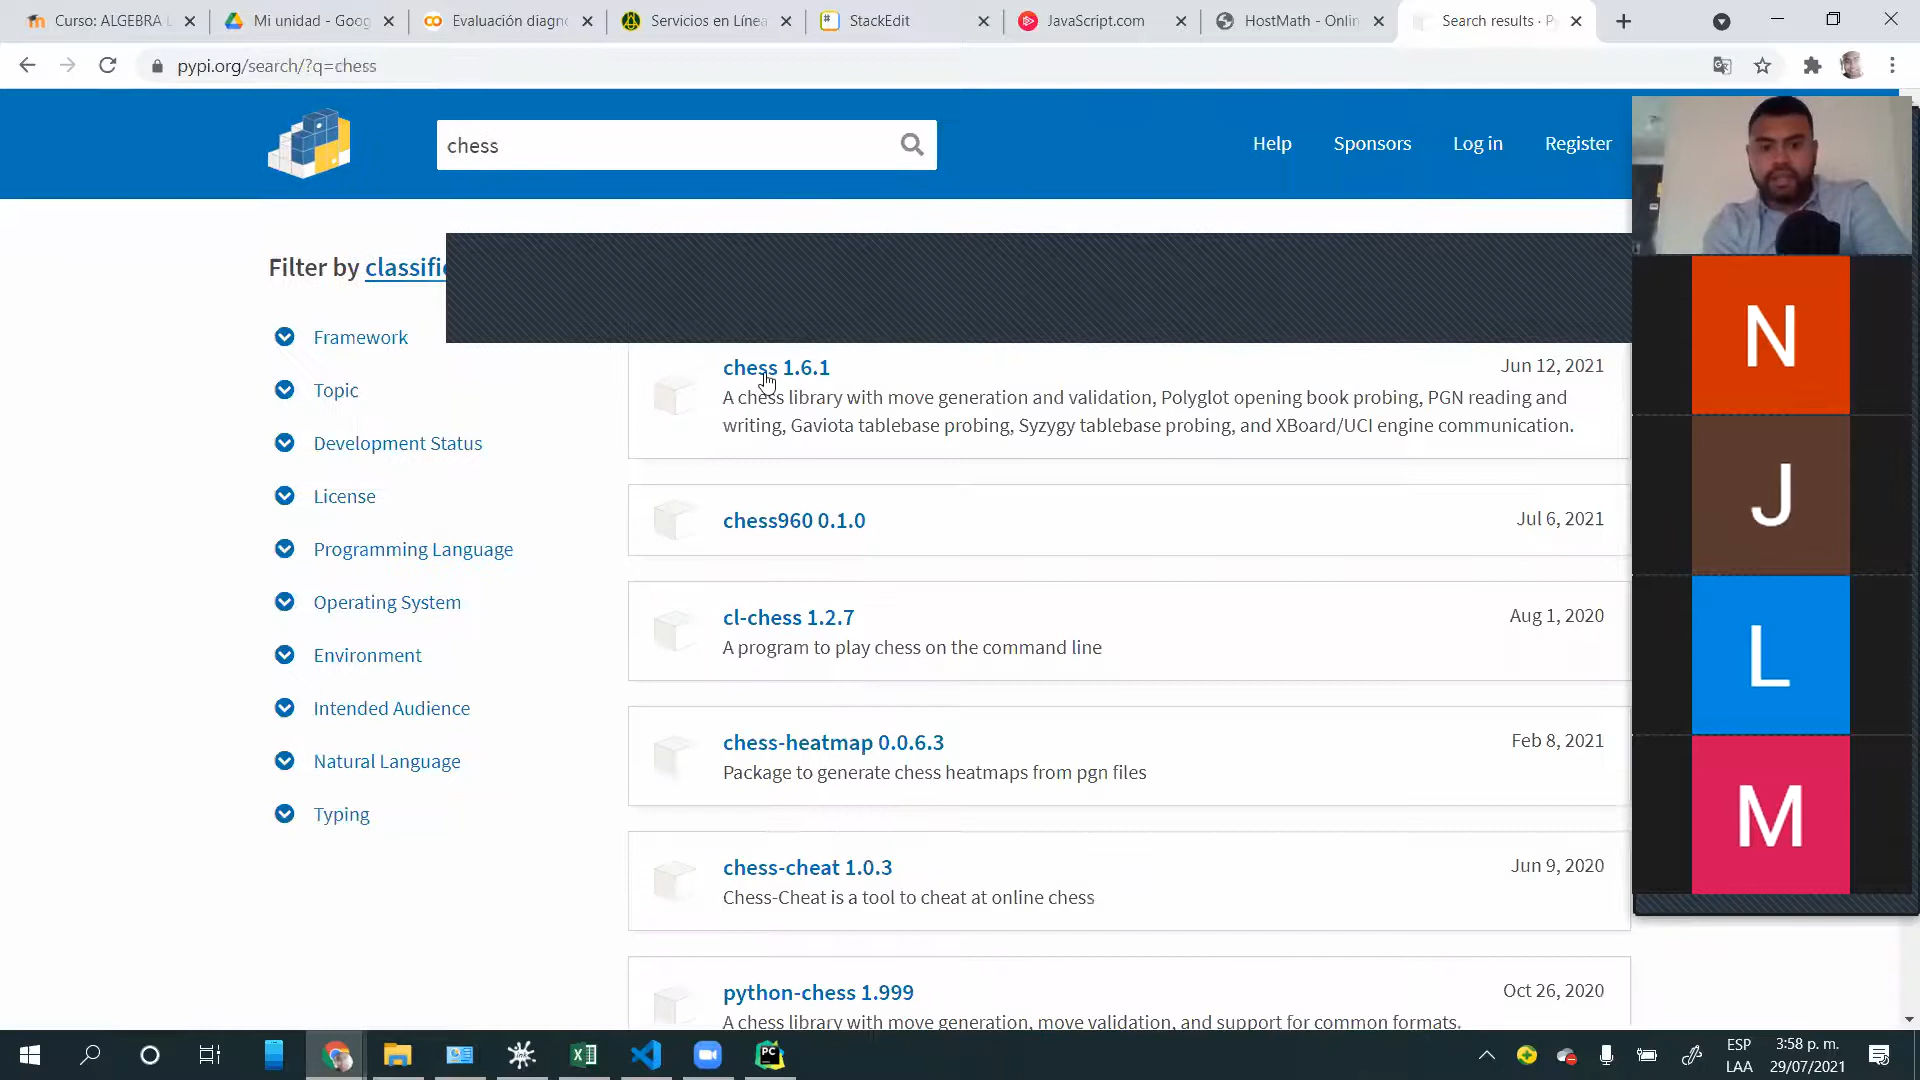 Curso: ALGEBRA L
Mi unidad - Goog
Evaluación diagno
Servicios en Línea
StackEdit
JavaScript.com
HostMath - Onlin
Search results · P
pypi.org/search/?q=chess
chess
Help
Sponsors
Log in
Register
Filter by classifie
Framework
Topic
Development Status
License
Programming Language
Operating System
Environment
Intended Audience
Natural Language
Typing
chess 1.6.1
Jun 12, 2021
A chess library with move generation and validation, Polyglot opening book probing, PGN reading and
writing, Gaviota tablebase probing, Syzygy tablebase probing, and XBoard/UCI engine communication.
chess960 0.1.0
Jul 6, 2021
cl-chess 1.2.7
Aug 1, 2020
A program to play chess on the command line
chess-heatmap 0.0.6.3
Feb 8, 2021
Package to generate chess heatmaps from pgn files
chess-cheat 1.0.3
Jun 9, 2020
Chess-Cheat is a tool to cheat at online chess
python-chess 1.999
Oct 26, 2020
A chess library with move generation, move validation, and support for common formats.
N
J
L
M
PC
ESP
LAA
3:58 p. m.
29/07/2021